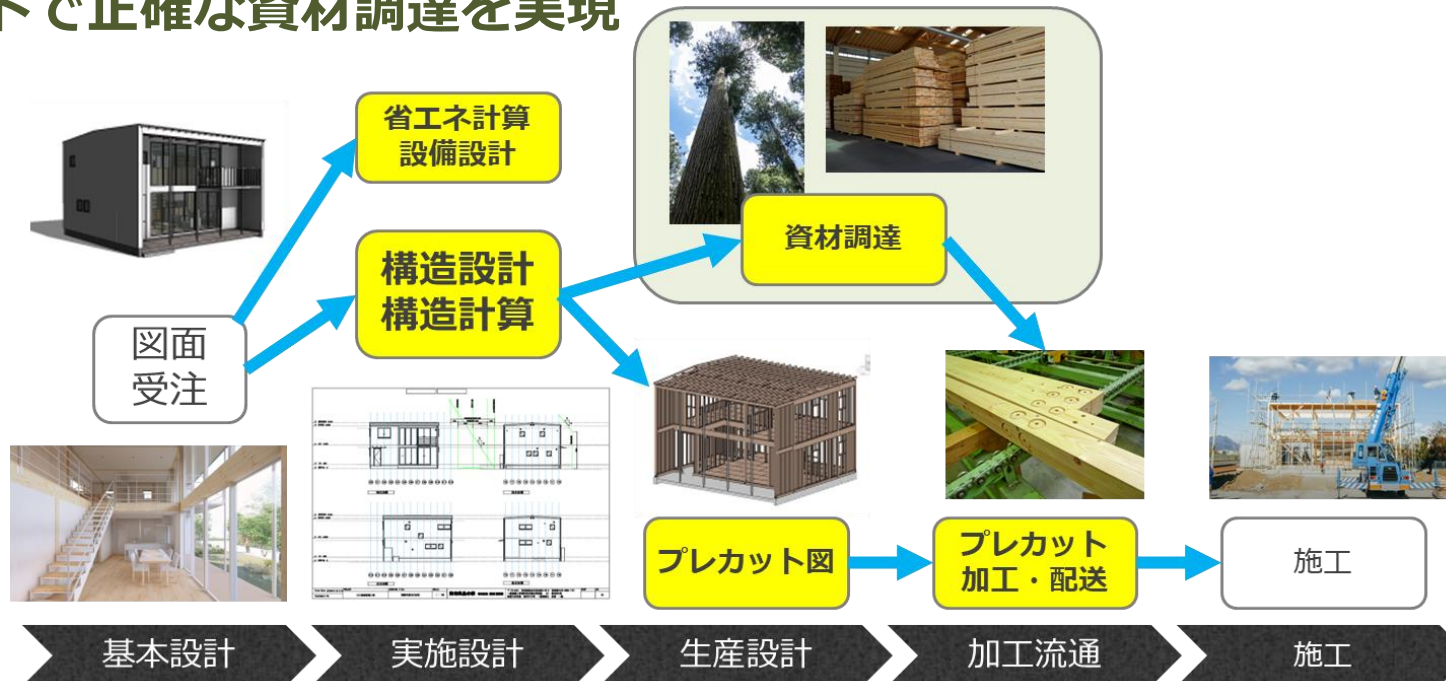 トで正確な資材調達を実現
省エネ計算
設備設計
構造設計
構造計算
資材調達
図面
受注
プレカット図
プレカット
加工・配送
施工
基本設計
実施設計
生産設計
加工流通
施工